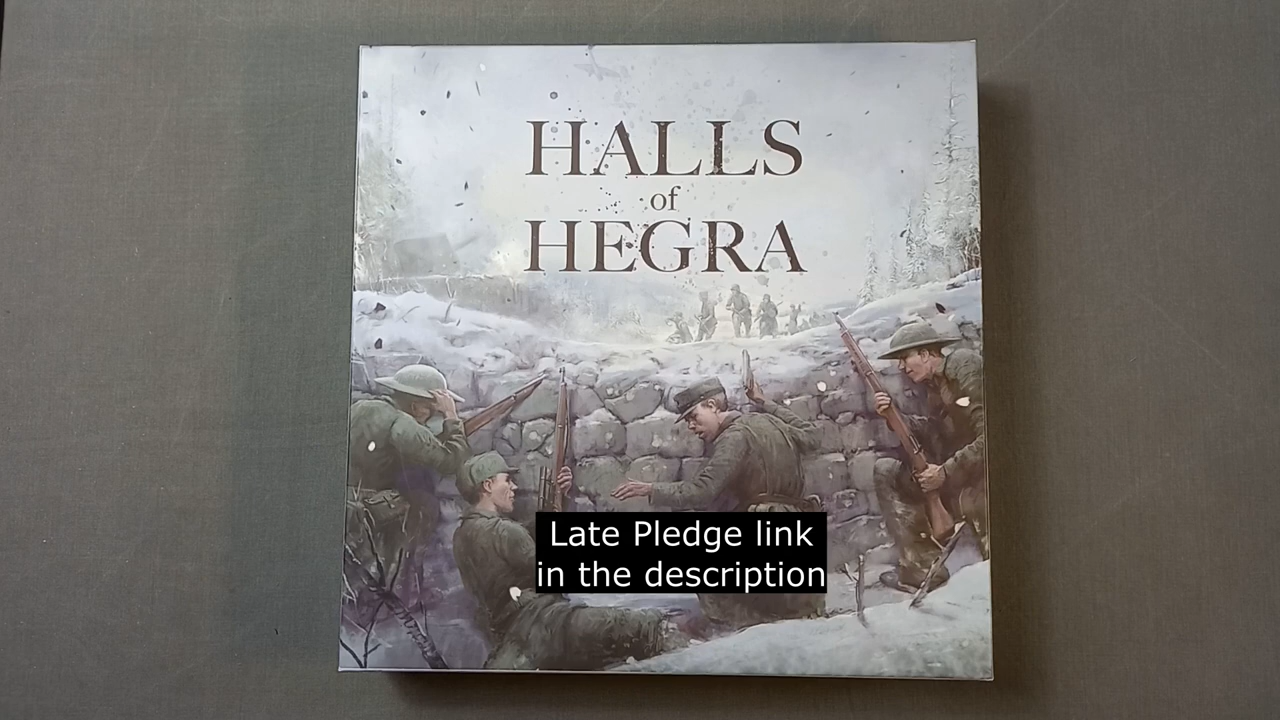 HALLS
of
HEGRA
Late Pledge link
in the description